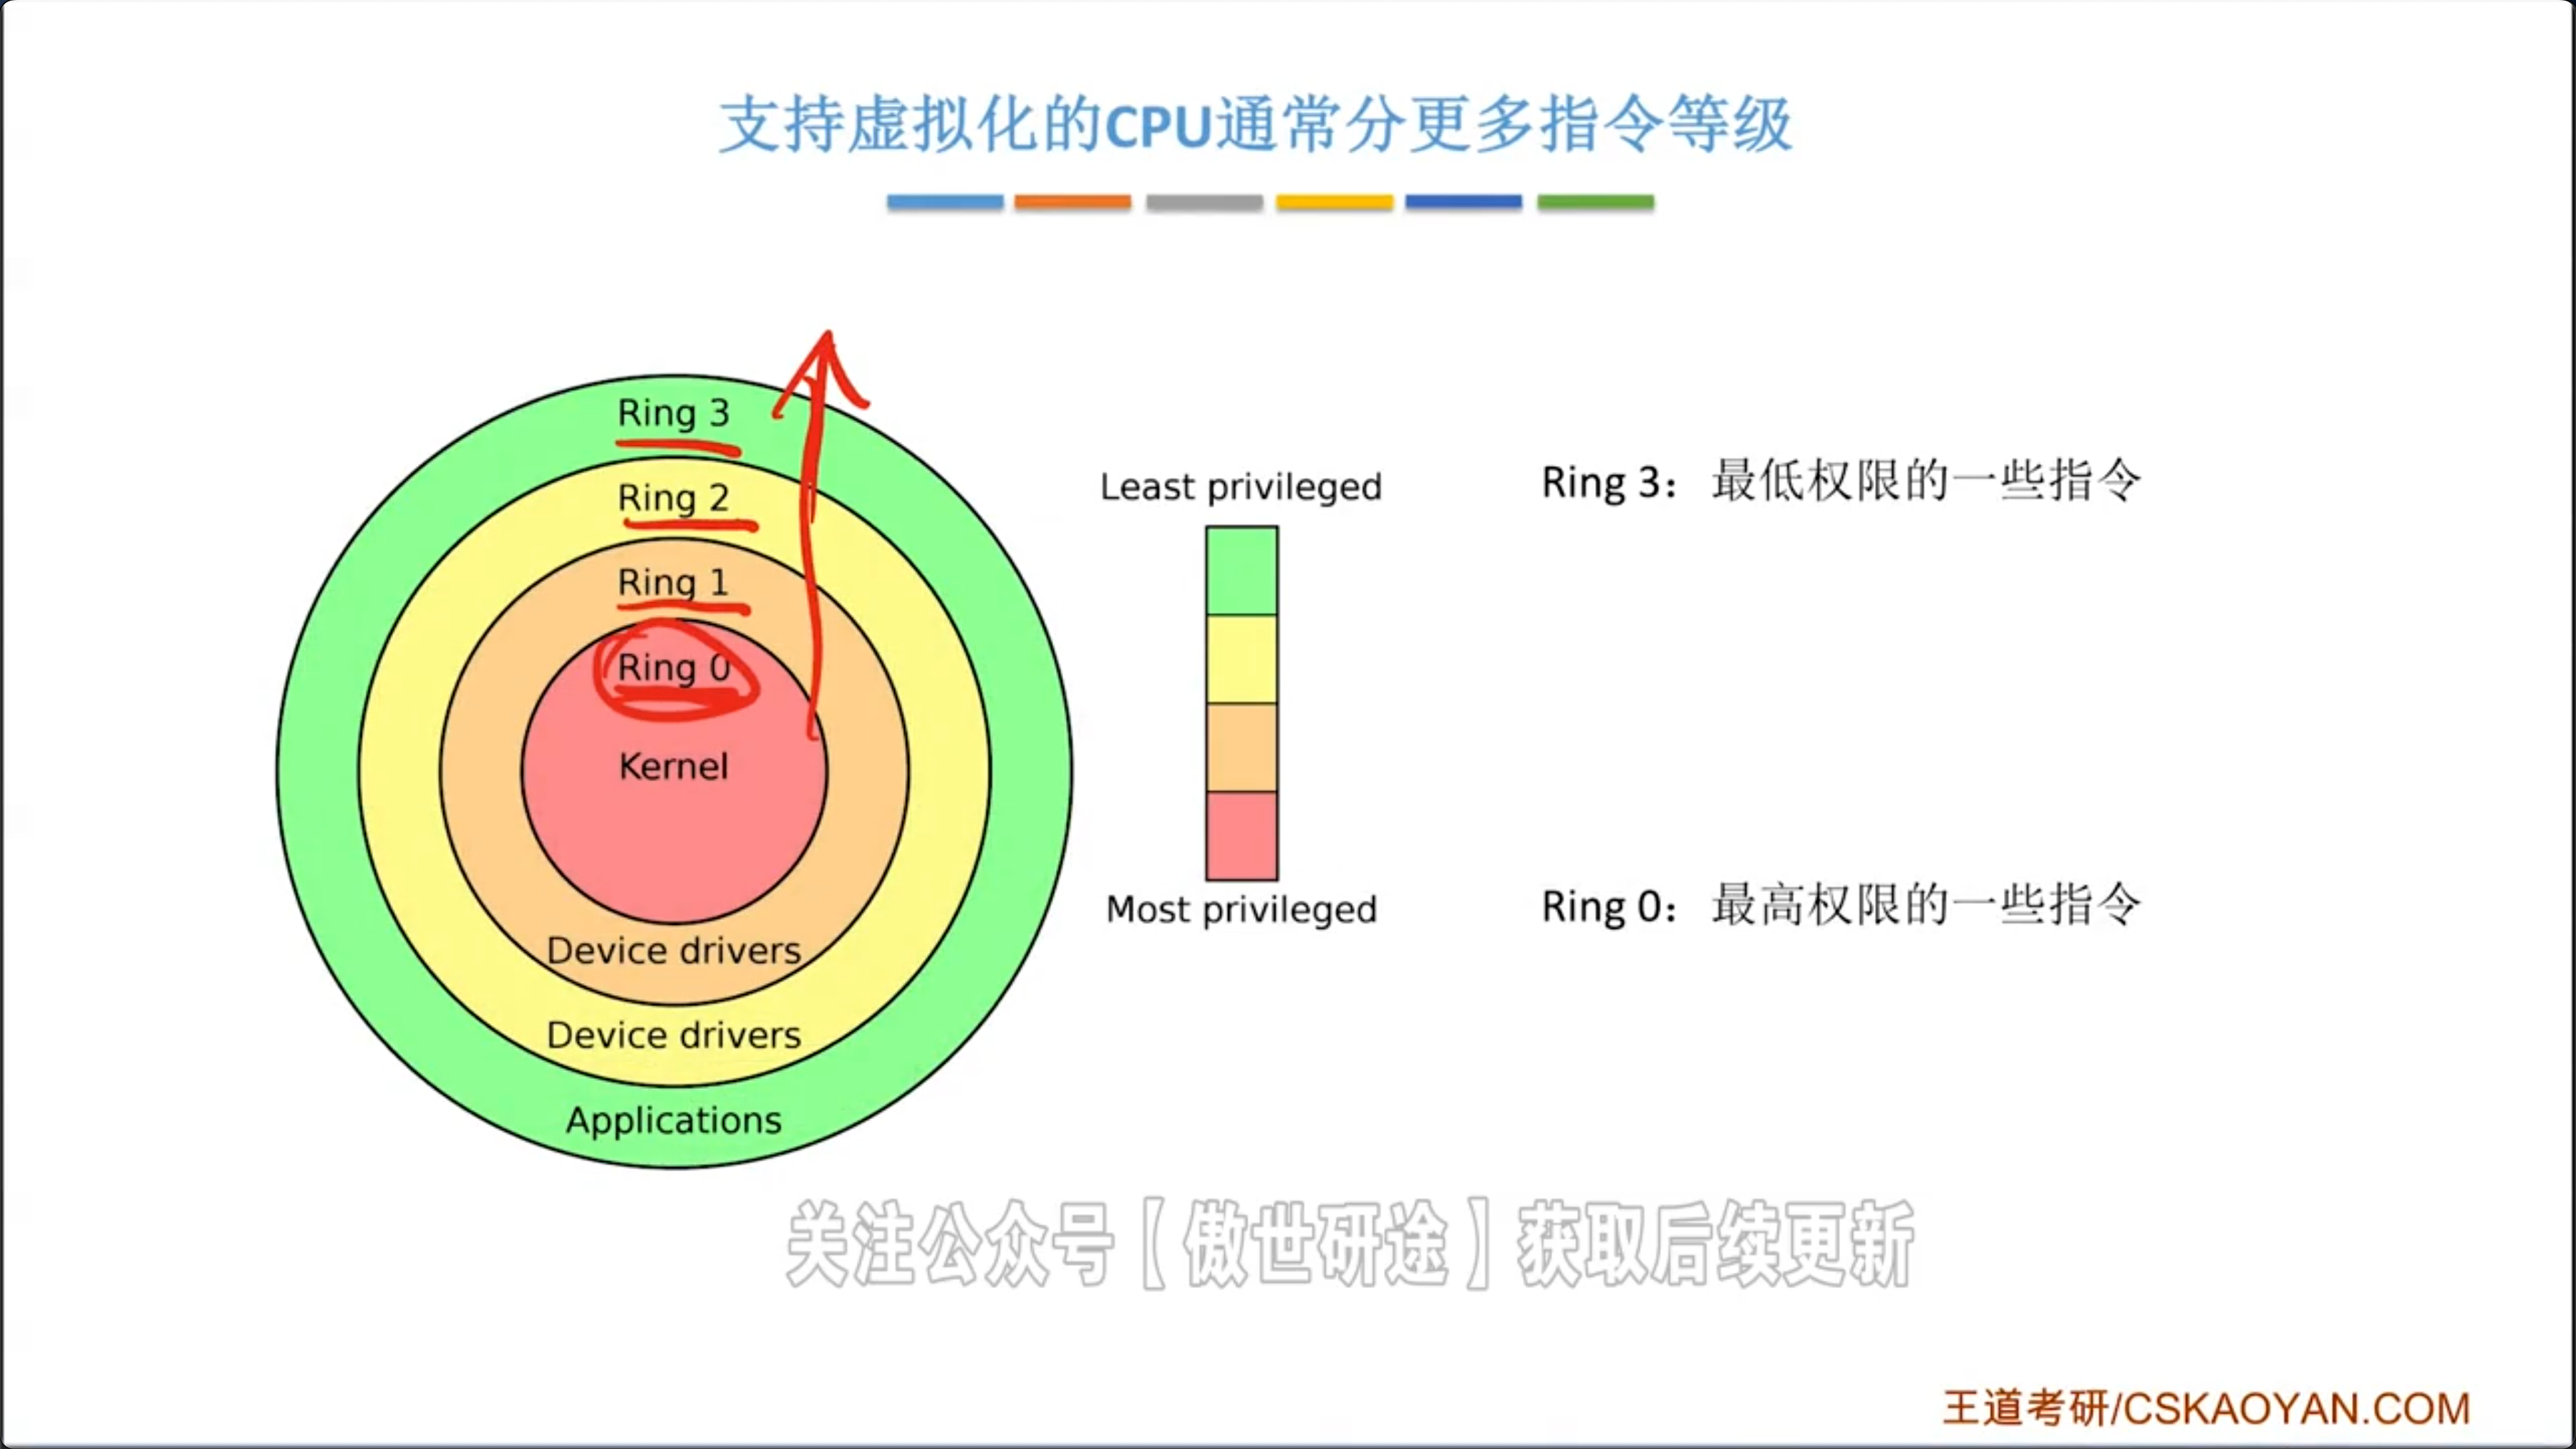 支持虚拟化的CPU通常分更多指令等级
Ring 3
Ring 2
Ring 1
Ring 0
Kernel
Device drivers
Device drivers
Applications
Least privileged
Most privileged
Ring 3：最低权限的一些指令
Ring 0：最高权限的一些指令
关注公众号【傲世研途】获取后续更新
王道考研/CSKAOYAN.COM